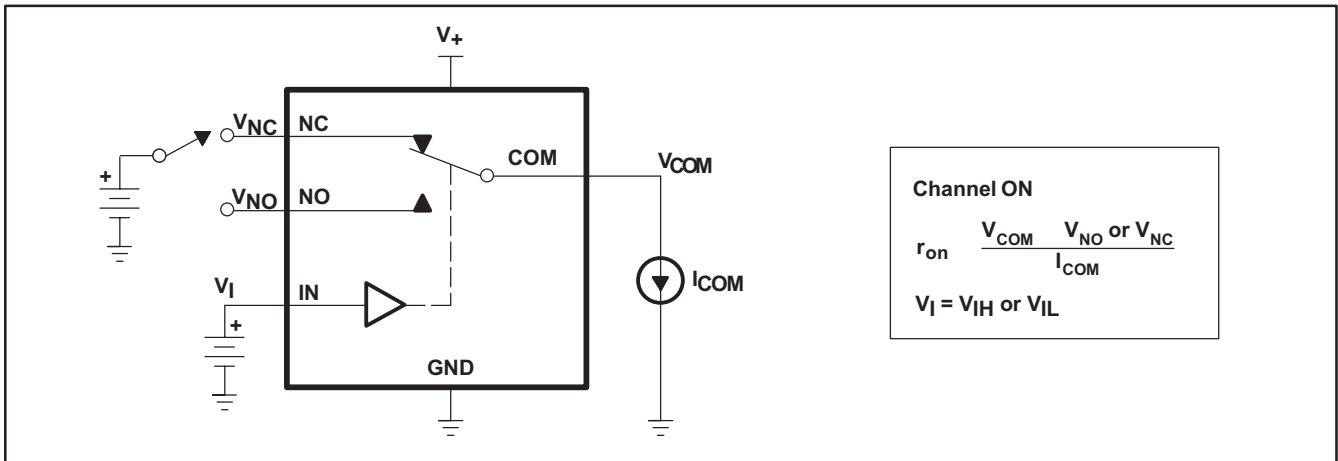 V+
VNC NC
COM
VCOM
+
VNO NO
VI IN
ICOM
+
GND
Channel ON
ron VCOM VNO or VNC
ICOM
VI = VIH or VIL